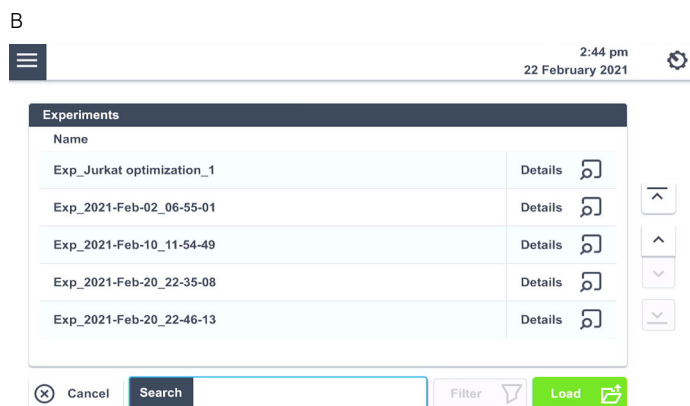 B
2:44 pm
22 February 2021
Experiments
Name
Exp_Jurkat optimization_1 Details
Exp_2021-Feb-02_06-55-01 Details
Exp_2021-Feb-10_11-54-49 Details
Exp_2021-Feb-20_22-35-08 Details
Exp_2021-Feb-20_22-46-13 Details
Cancel Search Filter Load